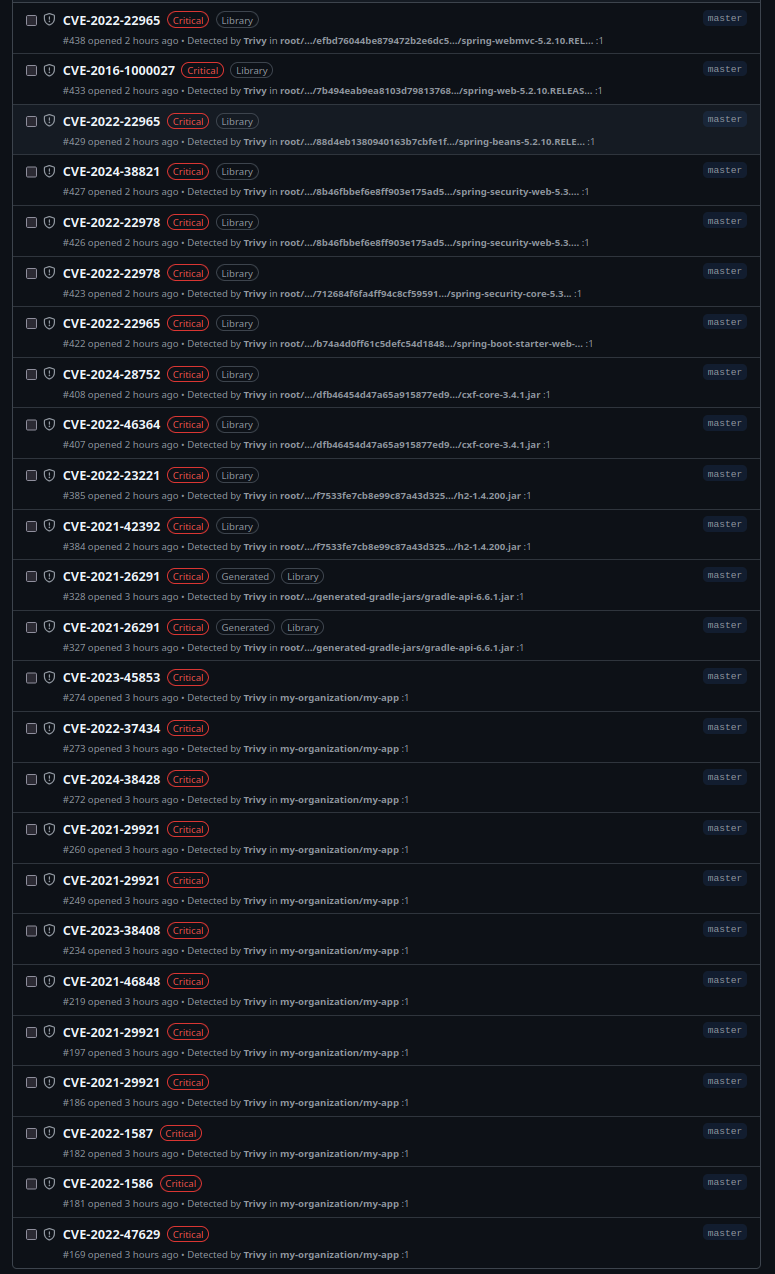 CVE-2022-22965 Critical Library master
#438 opened 2 hours ago • Detected by Trivy in root/.../efbd76044be879472b2e6dc5.../spring-webmvc-5.2.10.REL... :1
CVE-2016-1000027 Critical Library master
#433 opened 2 hours ago • Detected by Trivy in root/.../7b494eab9ea8103d79813768.../spring-web-5.2.10.RELEAS... :1
CVE-2022-22965 Critical Library master
#429 opened 2 hours ago • Detected by Trivy in root/.../88d4eb1380940163b7cbfe1f.../spring-beans-5.2.10.RELE... :1
CVE-2024-38821 Critical Library master
#427 opened 2 hours ago • Detected by Trivy in root/.../8b46fbbef6e8ff903e175ad5.../spring-security-web-5.3.... :1
CVE-2022-22978 Critical Library master
#426 opened 2 hours ago • Detected by Trivy in root/.../8b46fbbef6e8ff903e175ad5.../spring-security-web-5.3.... :1
CVE-2022-22978 Critical Library master
#423 opened 2 hours ago • Detected by Trivy in root/.../712684f6fa4ff94c8cf59591.../spring-security-core-5.3... :1
CVE-2022-22965 Critical Library master
#422 opened 2 hours ago • Detected by Trivy in root/.../b74a4d0ff61c5defc54d1848.../spring-boot-starter-web-... :1
CVE-2024-28752 Critical Library master
#408 opened 2 hours ago • Detected by Trivy in root/.../dfb46454d47a65a915877ed9.../cxf-core-3.4.1.jar :1
CVE-2022-46364 Critical Library master
#407 opened 2 hours ago • Detected by Trivy in root/.../dfb46454d47a65a915877ed9.../cxf-core-3.4.1.jar :1
CVE-2022-23221 Critical Library master
#385 opened 2 hours ago • Detected by Trivy in root/.../f7533fe7cb8e99c87a43d325.../h2-1.4.200.jar :1
CVE-2021-42392 Critical Library master
#384 opened 2 hours ago • Detected by Trivy in root/.../f7533fe7cb8e99c87a43d325.../h2-1.4.200.jar :1
CVE-2021-26291 Critical Generated Library master
#328 opened 3 hours ago • Detected by Trivy in root/.../generated-gradle-jars/gradle-api-6.6.1.jar :1
CVE-2021-26291 Critical Generated Library master
#327 opened 3 hours ago • Detected by Trivy in root/.../generated-gradle-jars/gradle-api-6.6.1.jar :1
CVE-2023-45853 Critical master
#274 opened 3 hours ago • Detected by Trivy in my-organization/my-app :1
CVE-2022-37434 Critical master
#273 opened 3 hours ago • Detected by Trivy in my-organization/my-app :1
CVE-2024-38428 Critical master
#272 opened 3 hours ago • Detected by Trivy in my-organization/my-app :1
CVE-2021-29921 Critical master
#260 opened 3 hours ago • Detected by Trivy in my-organization/my-app :1
CVE-2021-29921 Critical master
#249 opened 3 hours ago • Detected by Trivy in my-organization/my-app :1
CVE-2023-38408 Critical master
#234 opened 3 hours ago • Detected by Trivy in my-organization/my-app :1
CVE-2021-46848 Critical master
#219 opened 3 hours ago • Detected by Trivy in my-organization/my-app :1
CVE-2021-29921 Critical master
#197 opened 3 hours ago • Detected by Trivy in my-organization/my-app :1
CVE-2021-29921 Critical master
#186 opened 3 hours ago • Detected by Trivy in my-organization/my-app :1
CVE-2022-1587 Critical master
#182 opened 3 hours ago • Detected by Trivy in my-organization/my-app :1
CVE-2022-1586 Critical master
#181 opened 3 hours ago • Detected by Trivy in my-organization/my-app :1
CVE-2022-47629 Critical master
#169 opened 3 hours ago • Detected by Trivy in my-organization/my-app :1